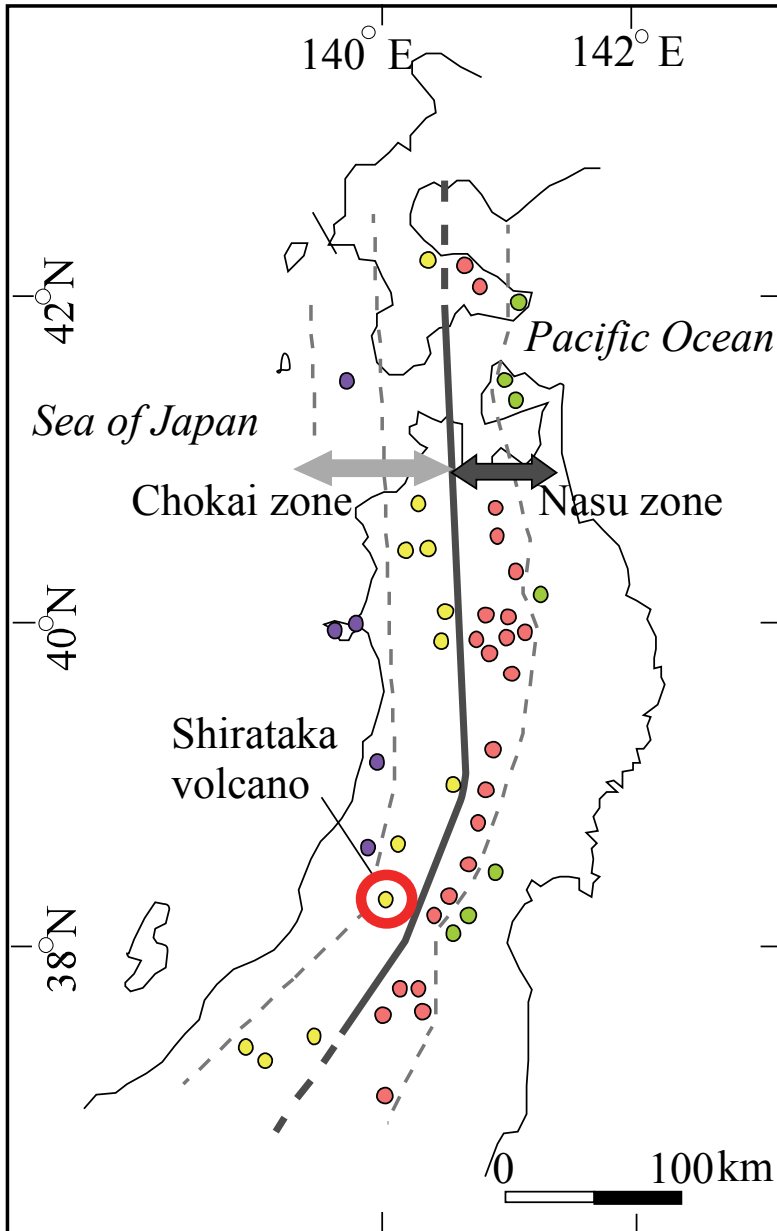 140°E
142°E
42°N
Pacific Ocean
Sea of Japan
Chokai zone
Nasu zone
40°N
Shirataka
volcano
38°N
0
100km